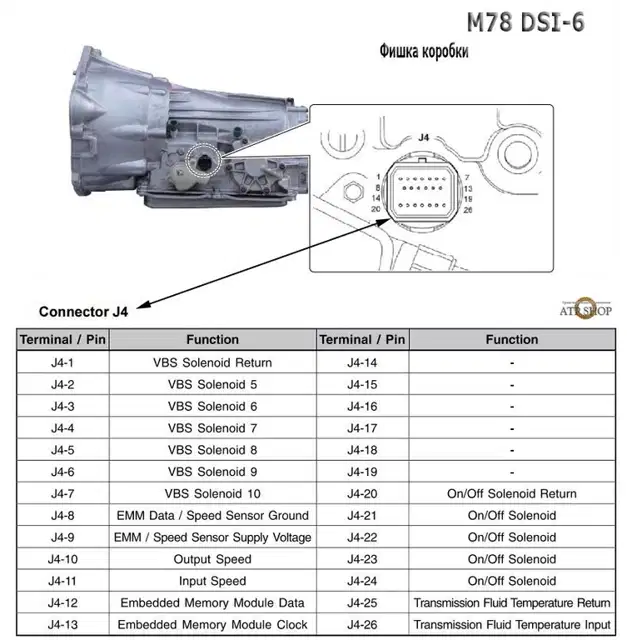 M78 DSI-6
Фишка коробки
J4
1 7
8 13
14 19
20 26
Connector J4
ATR SHOP
Terminal / Pin Function Terminal / Pin Function
J4-1 VBS Solenoid Return J4-14 -
J4-2 VBS Solenoid 5 J4-15 -
J4-3 VBS Solenoid 6 J4-16 -
J4-4 VBS Solenoid 7 J4-17 -
J4-5 VBS Solenoid 8 J4-18 -
J4-6 VBS Solenoid 9 J4-19 -
J4-7 VBS Solenoid 10 J4-20 On/Off Solenoid Return
J4-8 EMM Data / Speed Sensor Ground J4-21 On/Off Solenoid
J4-9 EMM / Speed Sensor Supply Voltage J4-22 On/Off Solenoid
J4-10 Output Speed J4-23 On/Off Solenoid
J4-11 Input Speed J4-24 On/Off Solenoid
J4-12 Embedded Memory Module Data J4-25 Transmission Fluid Temperature Return
J4-13 Embedded Memory Module Clock J4-26 Transmission Fluid Temperature Input